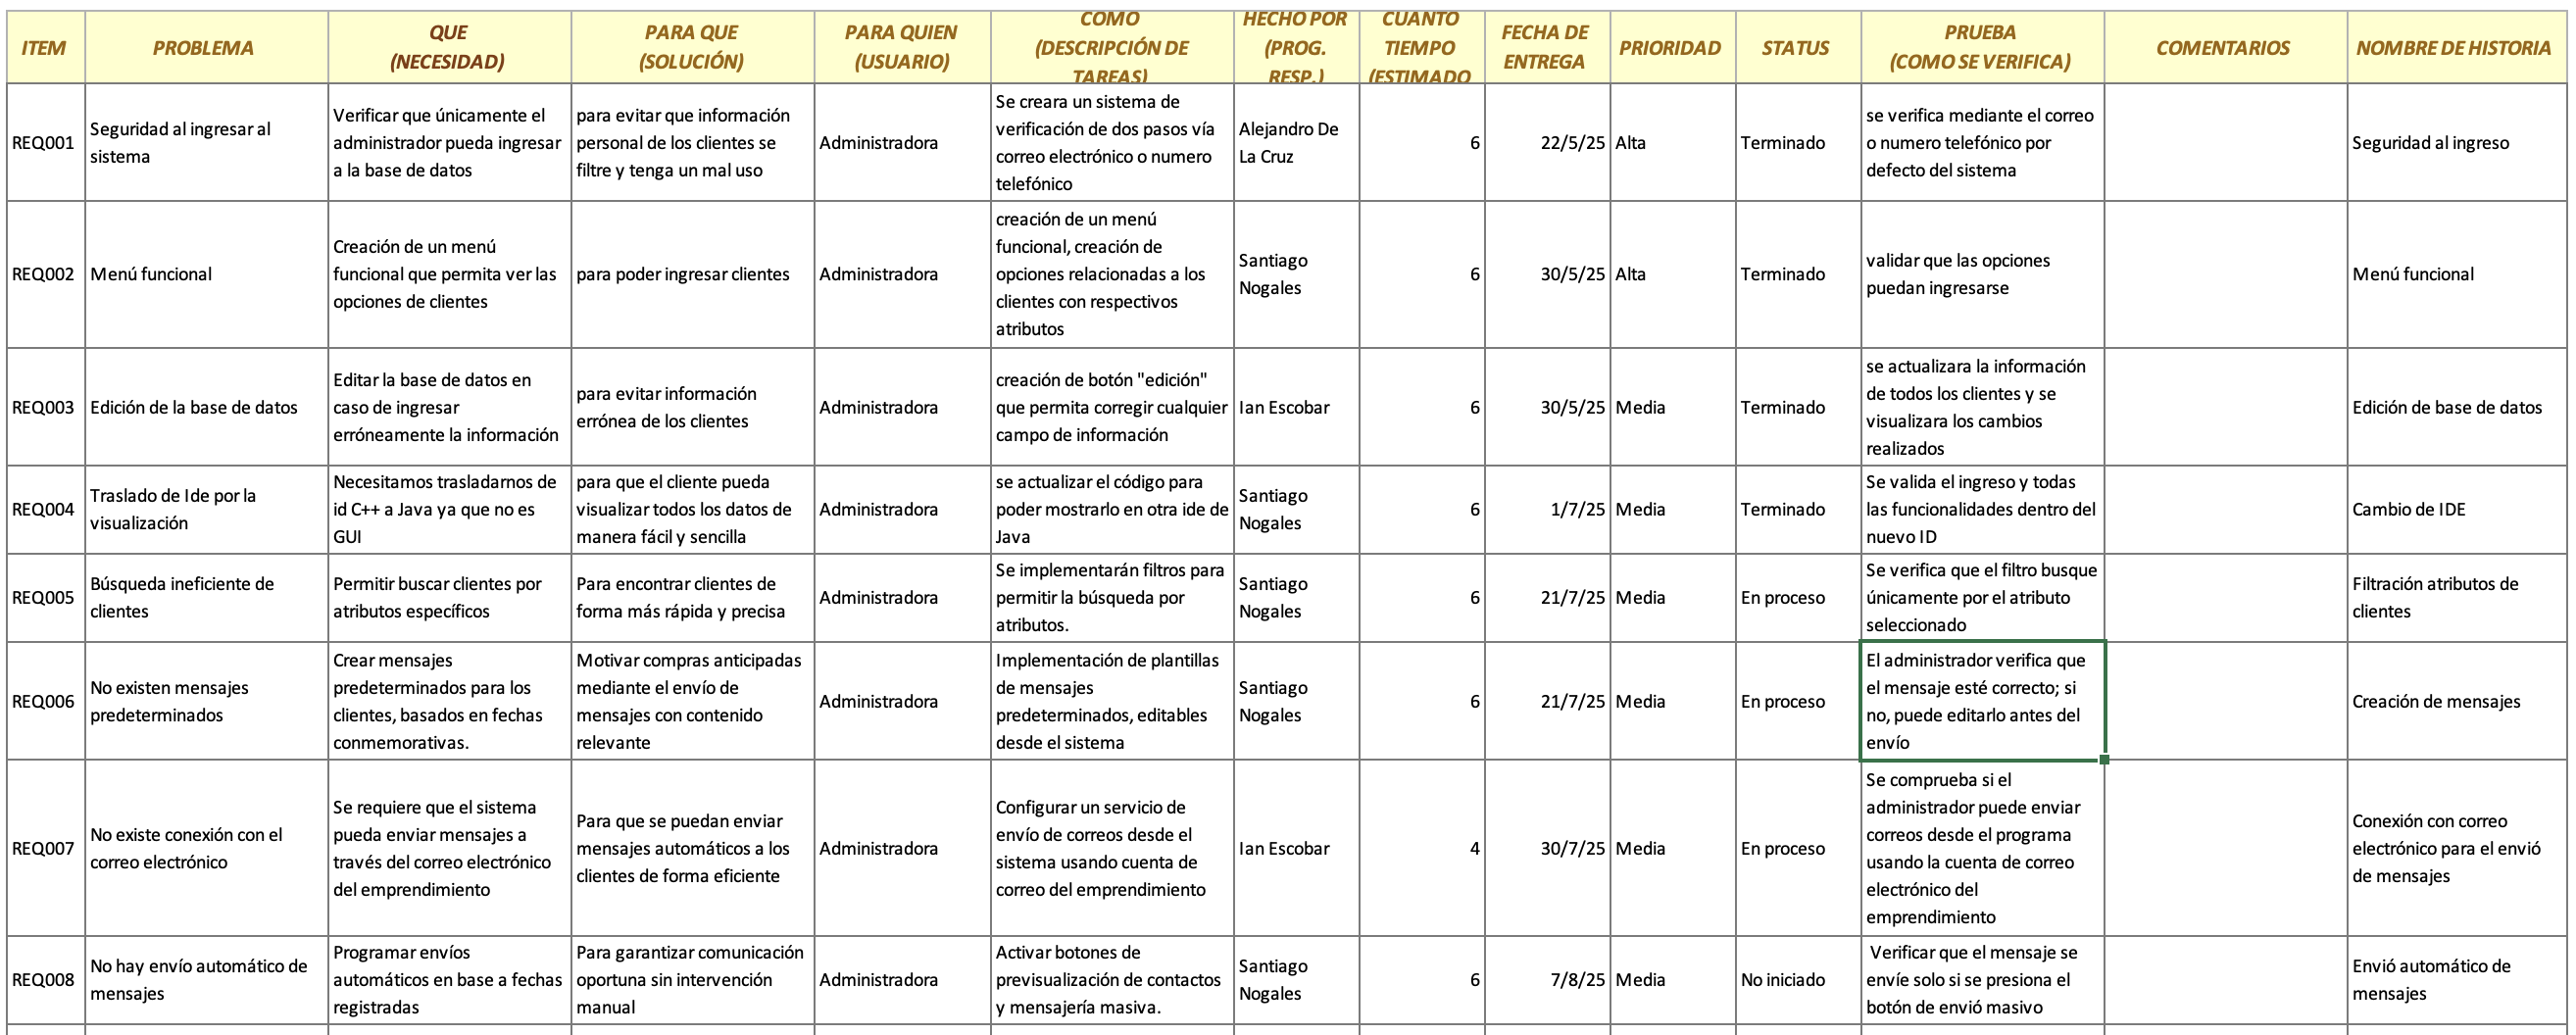 ITEM
PROBLEMA
QUE
(NECESIDAD)
PARA QUE
(SOLUCIÓN)
PARA QUIEN
(USUARIO)
COMO
(DESCRIPCIÓN DE
TAREAS)
HECHO POR
(PROG.
RESP.)
CUANTO
TIEMPO
(ESTIMADO
FECHA DE
ENTREGA
PRIORIDAD
STATUS
PRUEBA
(COMO SE VERIFICA)
COMENTARIOS
NOMBRE DE HISTORIA
REQ001
Seguridad al ingresar al
sistema
Verificar que únicamente el
administrador pueda ingresar
a la base de datos
para evitar que información
personal de los clientes se
filtre y tenga un mal uso
Administradora
Se creara un sistema de
verificación de dos pasos vía
correo electrónico o numero
telefónico
Alejandro De
La Cruz
6
22/5/25
Alta
Terminado
se verifica mediante el correo
o numero telefónico por
defecto del sistema
Seguridad al ingreso
REQ002
Menú funcional
Creación de un menú
funcional que permita ver las
opciones de clientes
para poder ingresar clientes
Administradora
creación de un menú
funcional, creación de
opciones relacionadas a los
clientes con respectivos
atributos
Santiago
Nogales
6
30/5/25
Alta
Terminado
validar que las opciones
puedan ingresarse
Menú funcional
REQ003
Edición de la base de datos
Editar la base de datos en
caso de ingresar
erróneamente la información
para evitar información
errónea de los clientes
Administradora
creación de botón "edición"
que permita corregir cualquier
campo de información
Ian Escobar
6
30/5/25
Media
Terminado
se actualizara la información
de todos los clientes y se
visualizara los cambios
realizados
Edición de base de datos
REQ004
Traslado de Ide por la
visualización
Necesitamos trasladarnos de
id C++ a Java ya que no es
GUI
para que el cliente pueda
visualizar todos los datos de
manera fácil y sencilla
Administradora
se actualizar el código para
poder mostrarlo en otra ide de
Java
Santiago
Nogales
6
1/7/25
Media
Terminado
Se valida el ingreso y todas
las funcionalidades dentro del
nuevo ID
Cambio de IDE
REQ005
Búsqueda ineficiente de
clientes
Permitir buscar clientes por
atributos específicos
Para encontrar clientes de
forma más rápida y precisa
Administradora
Se implementarán filtros para
permitir la búsqueda por
atributos.
Santiago
Nogales
6
21/7/25
Media
En proceso
Se verifica que el filtro busque
únicamente por el atributo
seleccionado
Filtración atributos de
clientes
REQ006
No existen mensajes
predeterminados
Crear mensajes
predeterminados para los
clientes, basados en fechas
conmemorativas.
Motivar compras anticipadas
mediante el envío de
mensajes con contenido
relevante
Administradora
Implementación de plantillas
de mensajes
predeterminados, editables
desde el sistema
Santiago
Nogales
6
21/7/25
Media
En proceso
El administrador verifica que
el mensaje esté correcto; si
no, puede editarlo antes del
envío
Creación de mensajes
REQ007
No existe conexión con el
correo electrónico
Se requiere que el sistema
pueda enviar mensajes a
través del correo electrónico
del emprendimiento
Para que se puedan enviar
mensajes automáticos a los
clientes de forma eficiente
Administradora
Configurar un servicio de
envío de correos desde el
sistema usando cuenta de
correo del emprendimiento
Ian Escobar
4
30/7/25
Media
En proceso
Se comprueba si el
administrador puede enviar
correos desde el programa
usando la cuenta de correo
electrónico del
emprendimiento
Conexión con correo
electrónico para el envió
de mensajes
REQ008
No hay envío automático de
mensajes
Programar envíos
automáticos en base a fechas
registradas
Para garantizar comunicación
oportuna sin intervención
manual
Administradora
Activar botones de
previsualización de contactos
y mensajería masiva.
Santiago
Nogales
6
7/8/25
Media
No iniciado
Verificar que el mensaje se
envíe solo si se presiona el
botón de envió masivo
Envió automático de
mensajes